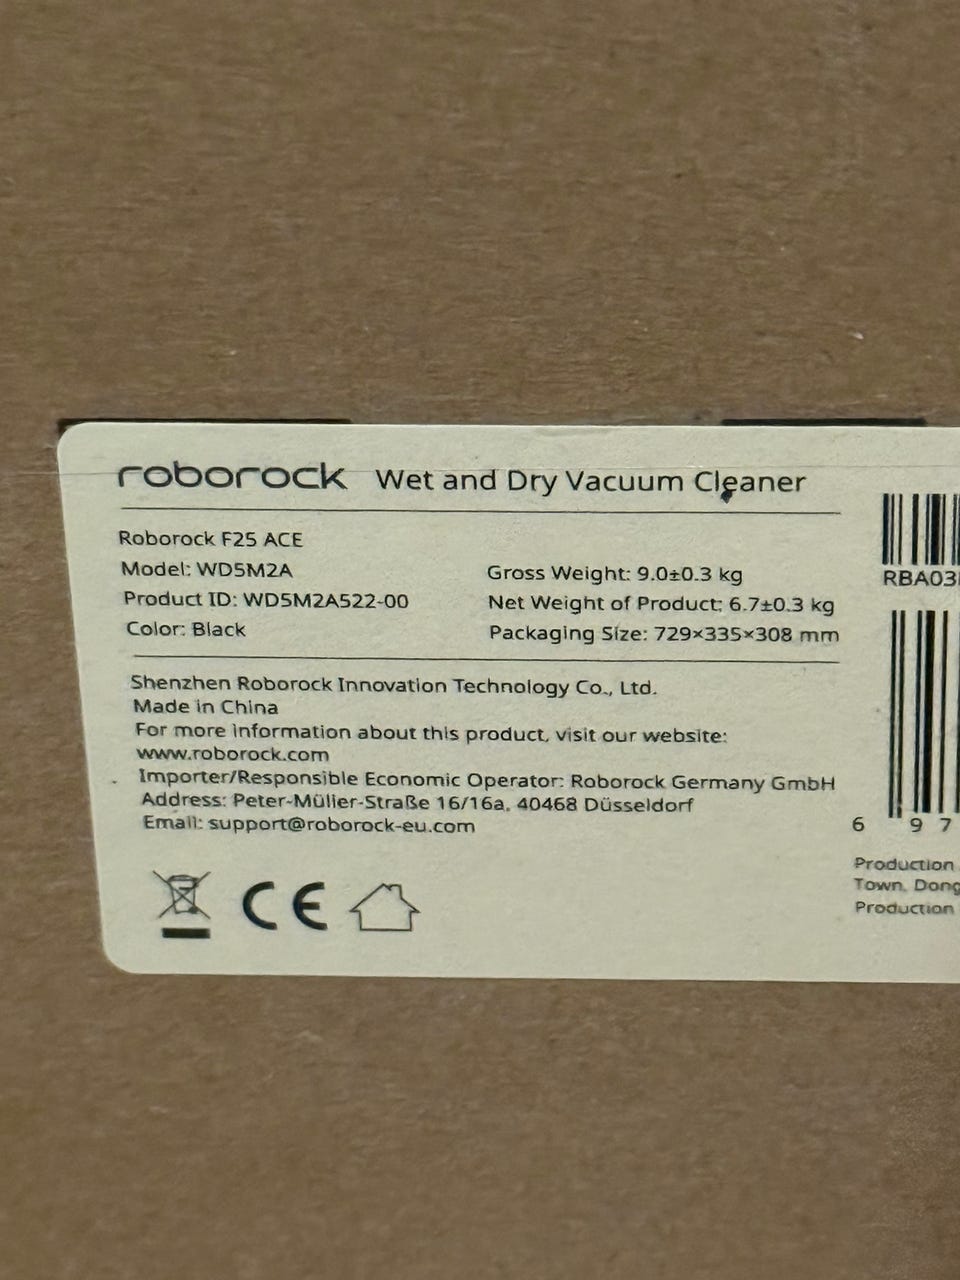 roborock Wet and Dry Vacuum Cleaner
Roborock F25 ACE
Model: WD5M2A
Product ID: WD5M2A522-00
Color: Black
Gross Weight: 9.0±0.3 kg
Net Weight of Product: 6.7±0.3 kg
Packaging Size: 729×335×308 mm
Shenzhen Roborock Innovation Technology Co., Ltd.
Made in China
For more information about this product, visit our website:
www.roborock.com
Importer/Responsible Economic Operator: Roborock Germany GmbH
Address: Peter-Müller-Straße 16/16a, 40468 Düsseldorf
Email: support@roborock-eu.com
CE
RBA03
6 97
Production
Town, Dong
Production